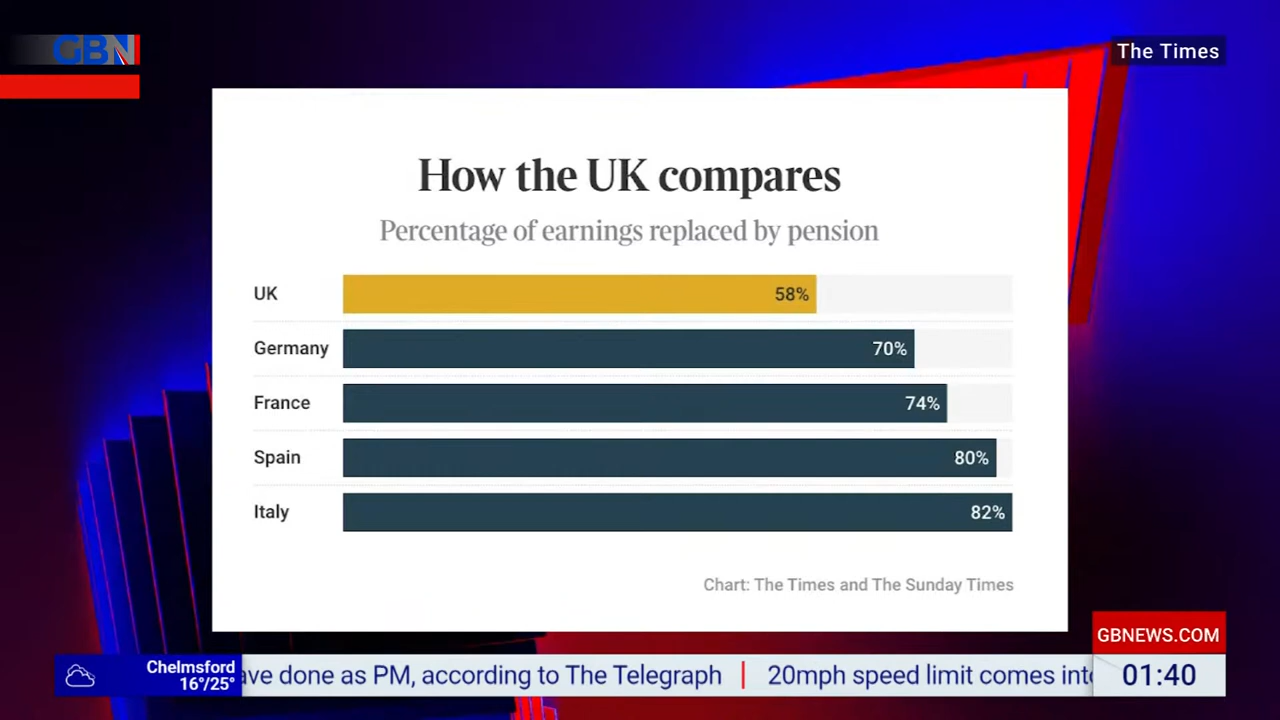 GBN
The Times
How the UK compares
Percentage of earnings replaced by pension
UK 58%
Germany 70%
France 74%
Spain 80%
Italy 82%
Chart: The Times and The Sunday Times
GBNEWS.COM
Chelmsford
16°/25°
ave done as PM, according to The Telegraph | 20mph speed limit comes int
01:40